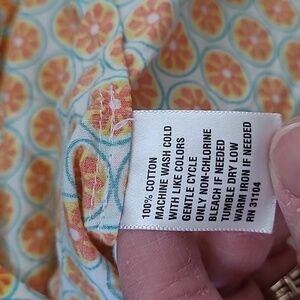 100% COTTON
MACHINE WASH COLD
WITH LIKE COLORS
GENTLE CYCLE
ONLY NON-CHLORINE
BLEACH IF NEEDED
TUMBLE DRY LOW
WARM IRON IF NEEDED
RN 31104